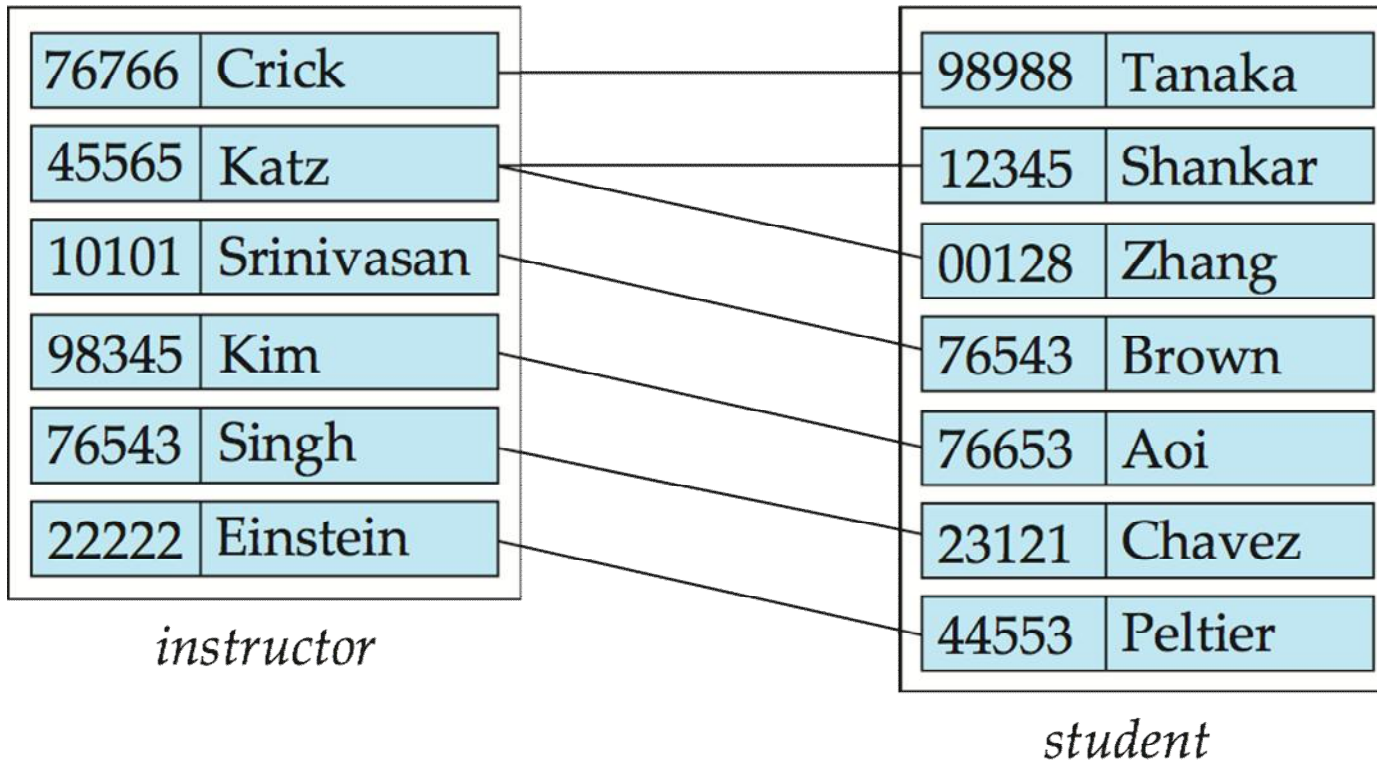 76766 Crick
45565 Katz
10101 Srinivasan
98345 Kim
76543 Singh
22222 Einstein
instructor
98988 Tanaka
12345 Shankar
00128 Zhang
76543 Brown
76653 Aoi
23121 Chavez
44553 Peltier
student